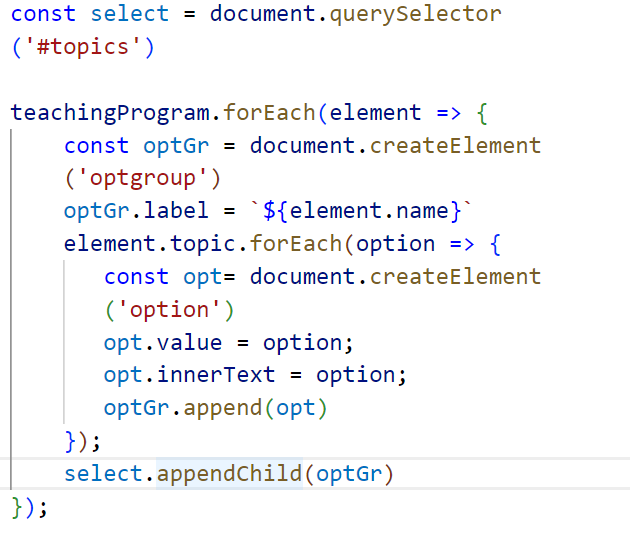 const select = document.querySelector
('#topics')

teachingProgram.forEach(element => {
    const optGr = document.createElement
    ('optgroup')
    optGr.label = `${element.name}`
    element.topic.forEach(option => {
       const opt= document.createElement
       ('option')
       opt.value = option;
       opt.innerText = option;
       optGr.append(opt)
    });
    select.appendChild(optGr)
});